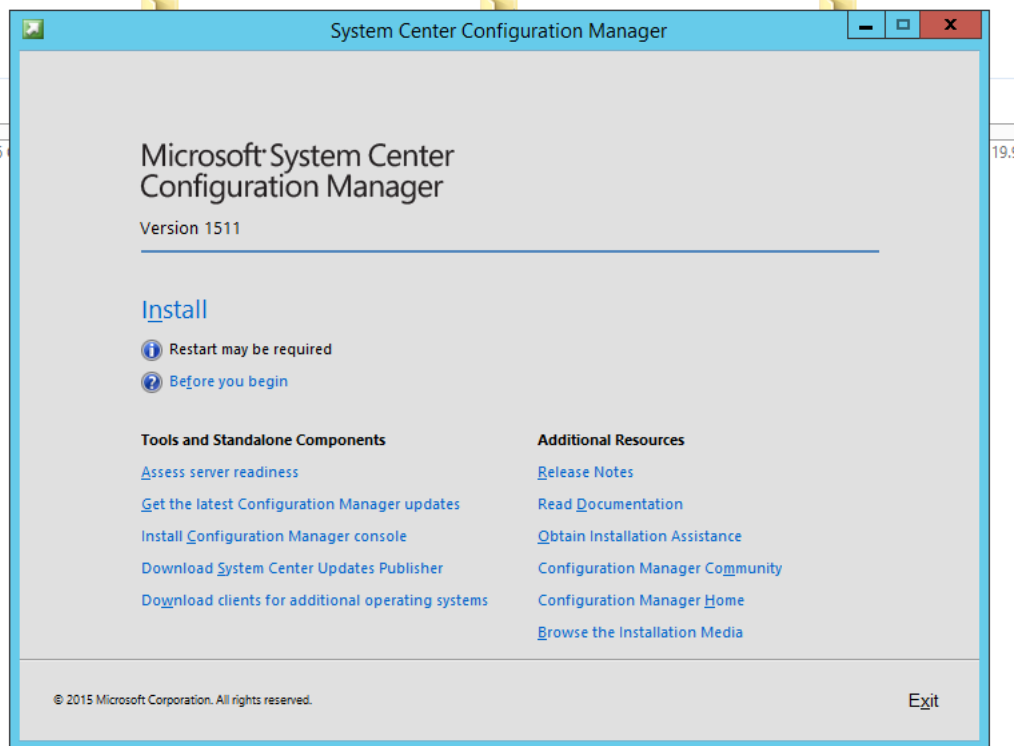 System Center Configuration Manager
Microsoft System Center
Configuration Manager
Version 1511
Install
Restart may be required
Before you begin
Tools and Standalone Components
Assess server readiness
Get the latest Configuration Manager updates
Install Configuration Manager console
Download System Center Updates Publisher
Download clients for additional operating systems
Additional Resources
Release Notes
Read Documentation
Obtain Installation Assistance
Configuration Manager Community
Configuration Manager Home
Browse the Installation Media
© 2015 Microsoft Corporation. All rights reserved.
Exit